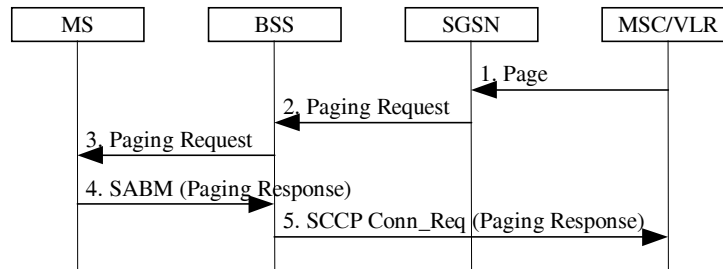 MS BSS SGSN MSC/VLR
1. Page
2. Paging Request
3. Paging Request
4. SABM (Paging Response)
5. SCCP Conn_Req (Paging Response)